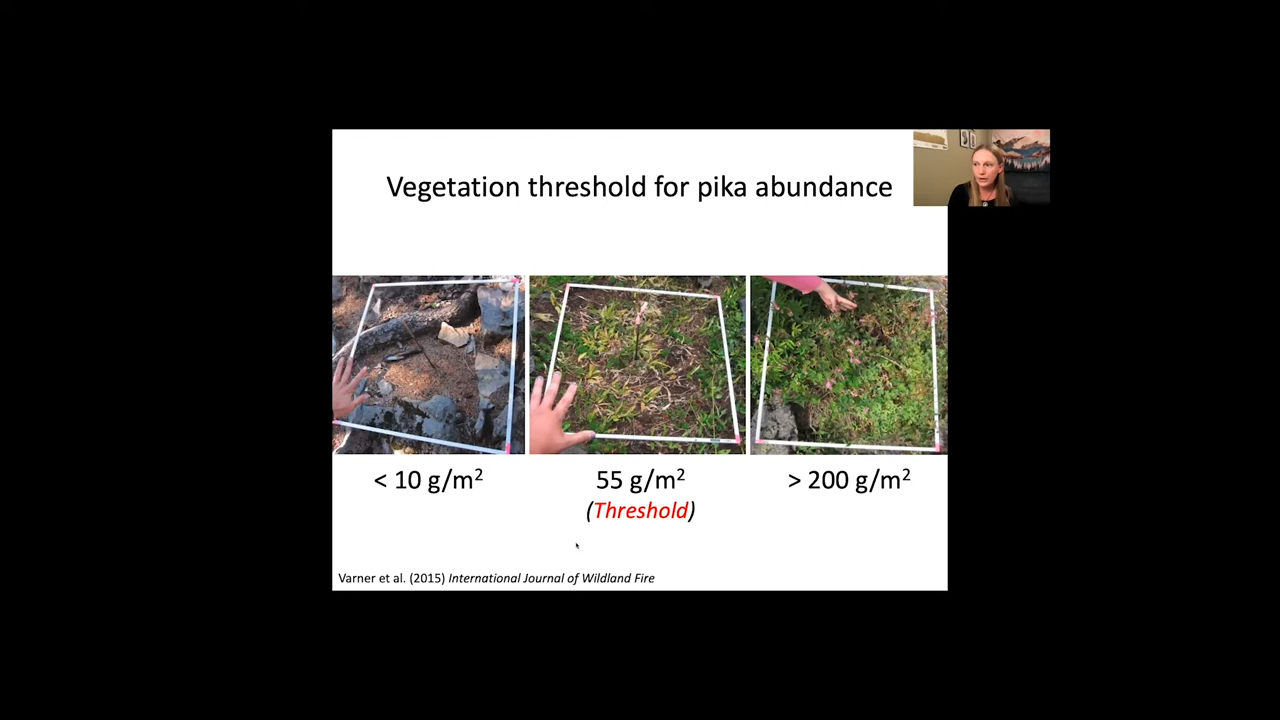 Vegetation threshold for pika abundance
< 10 g/m²
55 g/m²
> 200 g/m²
(Threshold)
Varner et al. (2015) International Journal of Wildland Fire